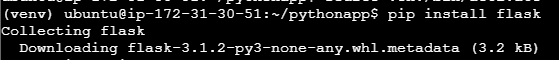 (venv) ubuntu@ip-172-31-30-51:~/pythonapp$ pip install flask
Collecting flask
  Downloading flask-3.1.2-py3-none-any.whl.metadata (3.2 kB)